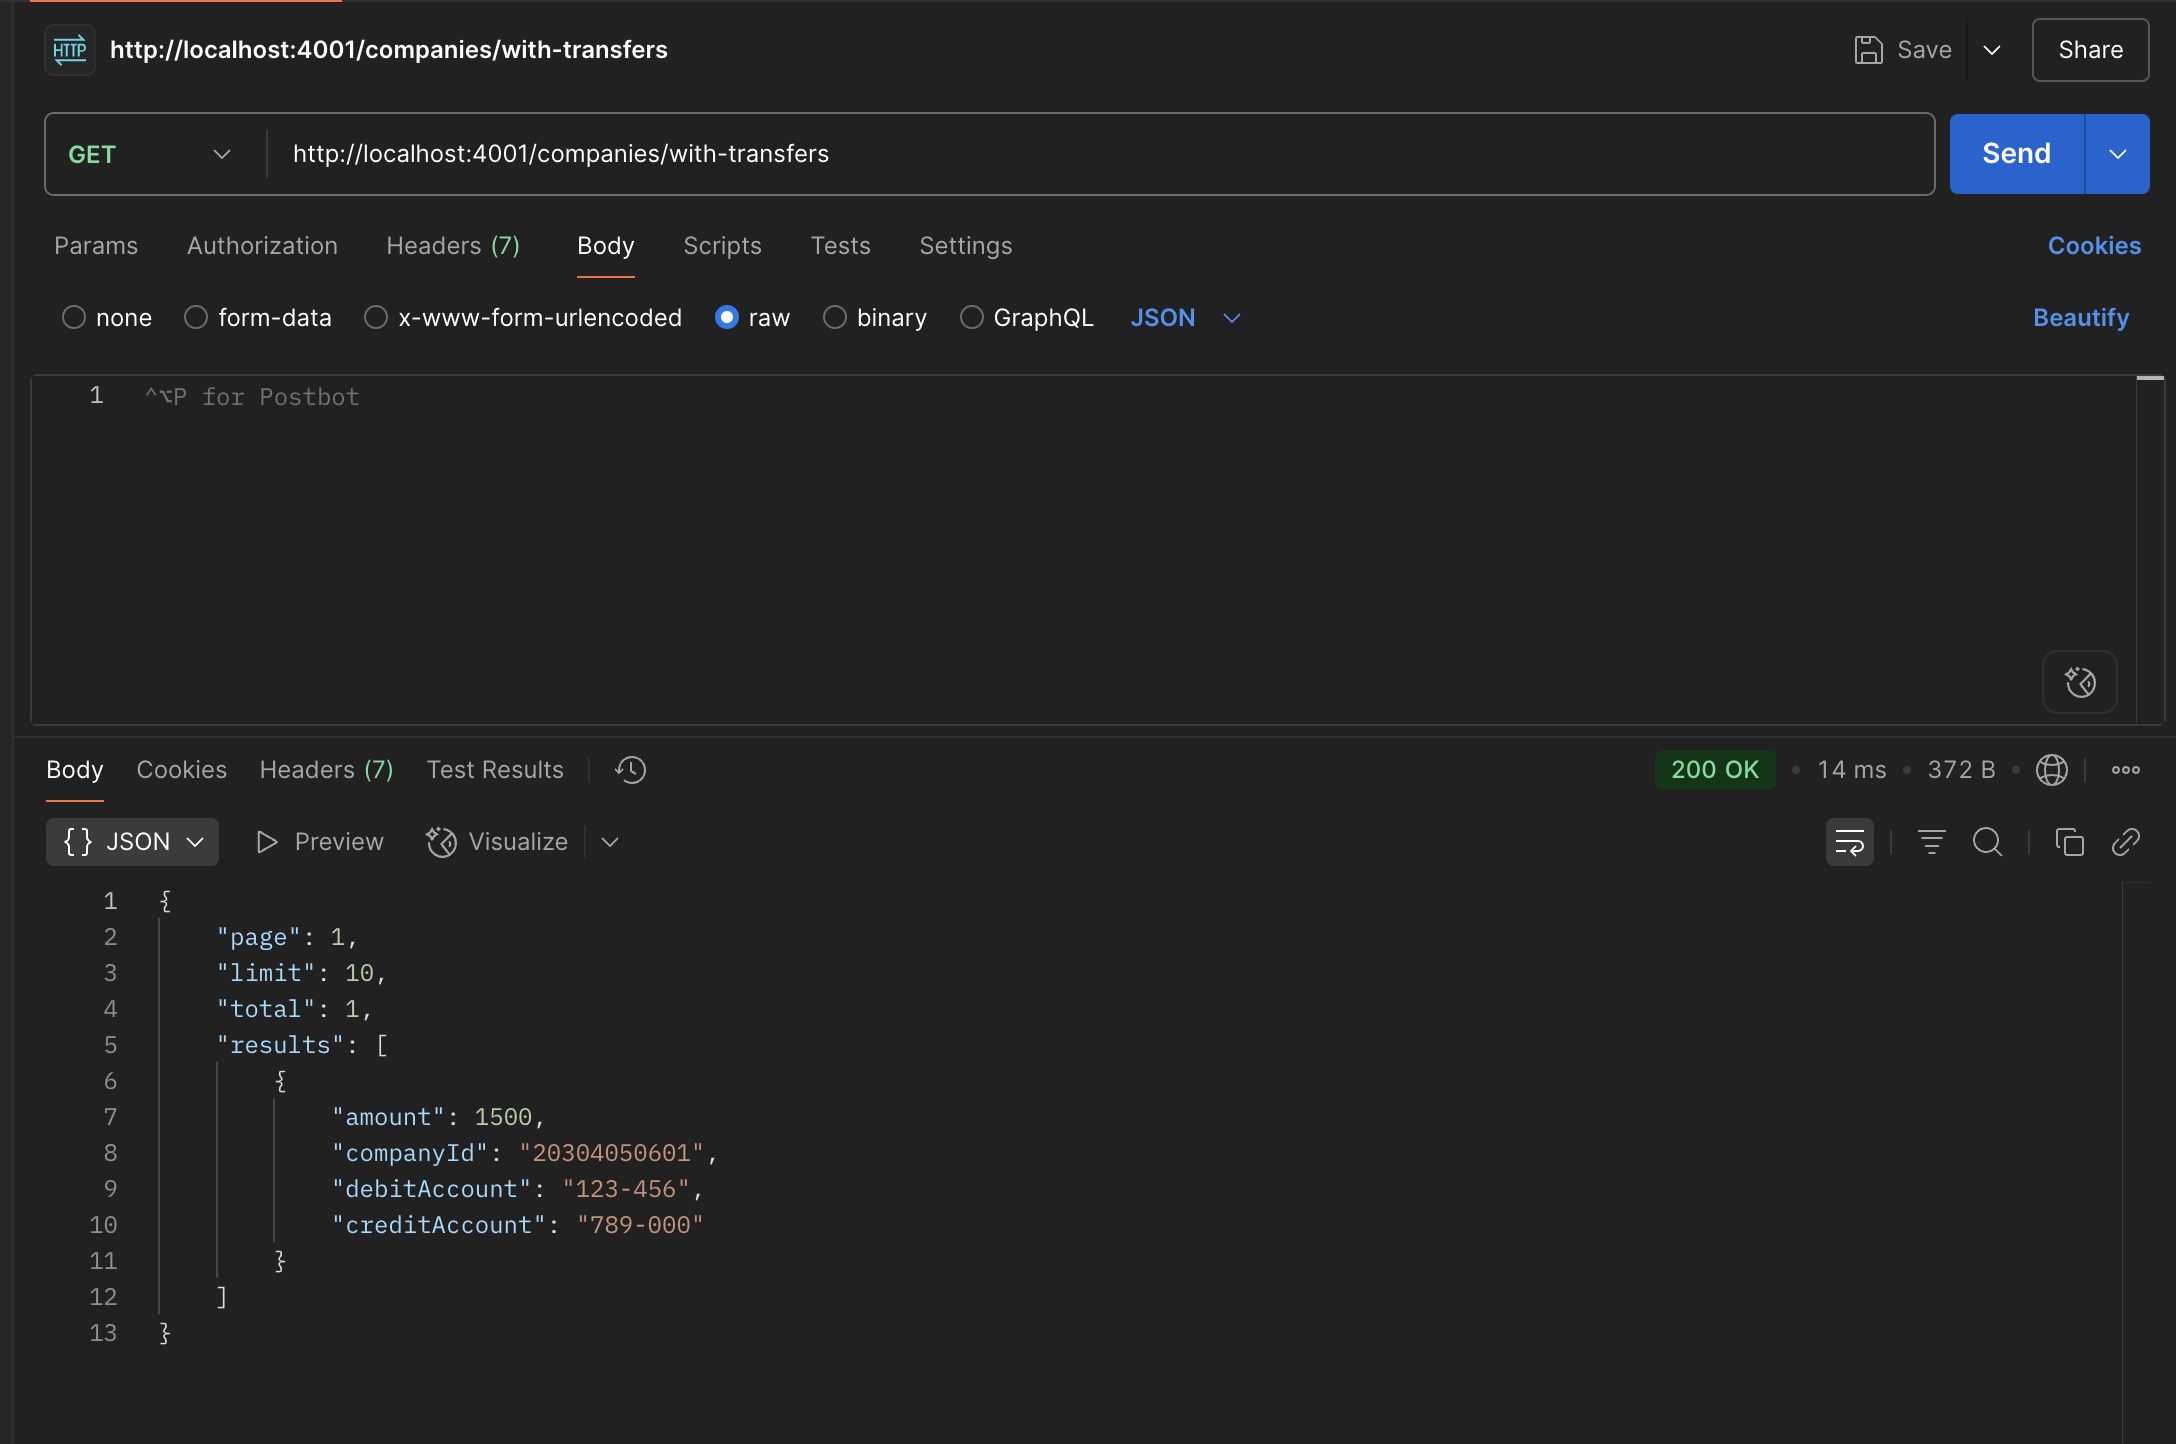 HTTP http://localhost:4001/companies/with-transfers Save Share
GET http://localhost:4001/companies/with-transfers Send
Params Authorization Headers (7) Body Scripts Tests Settings Cookies
none form-data x-www-form-urlencoded raw binary GraphQL JSON Beautify
1 ^⌥P for Postbot
Body Cookies Headers (7) Test Results 200 OK • 14 ms • 372 B •
{} JSON Preview Visualize
1 {
2 "page": 1,
3 "limit": 10,
4 "total": 1,
5 "results": [
6 {
7 "amount": 1500,
8 "companyId": "20304050601",
9 "debitAccount": "123-456",
10 "creditAccount": "789-000"
11 }
12 ]
13 }